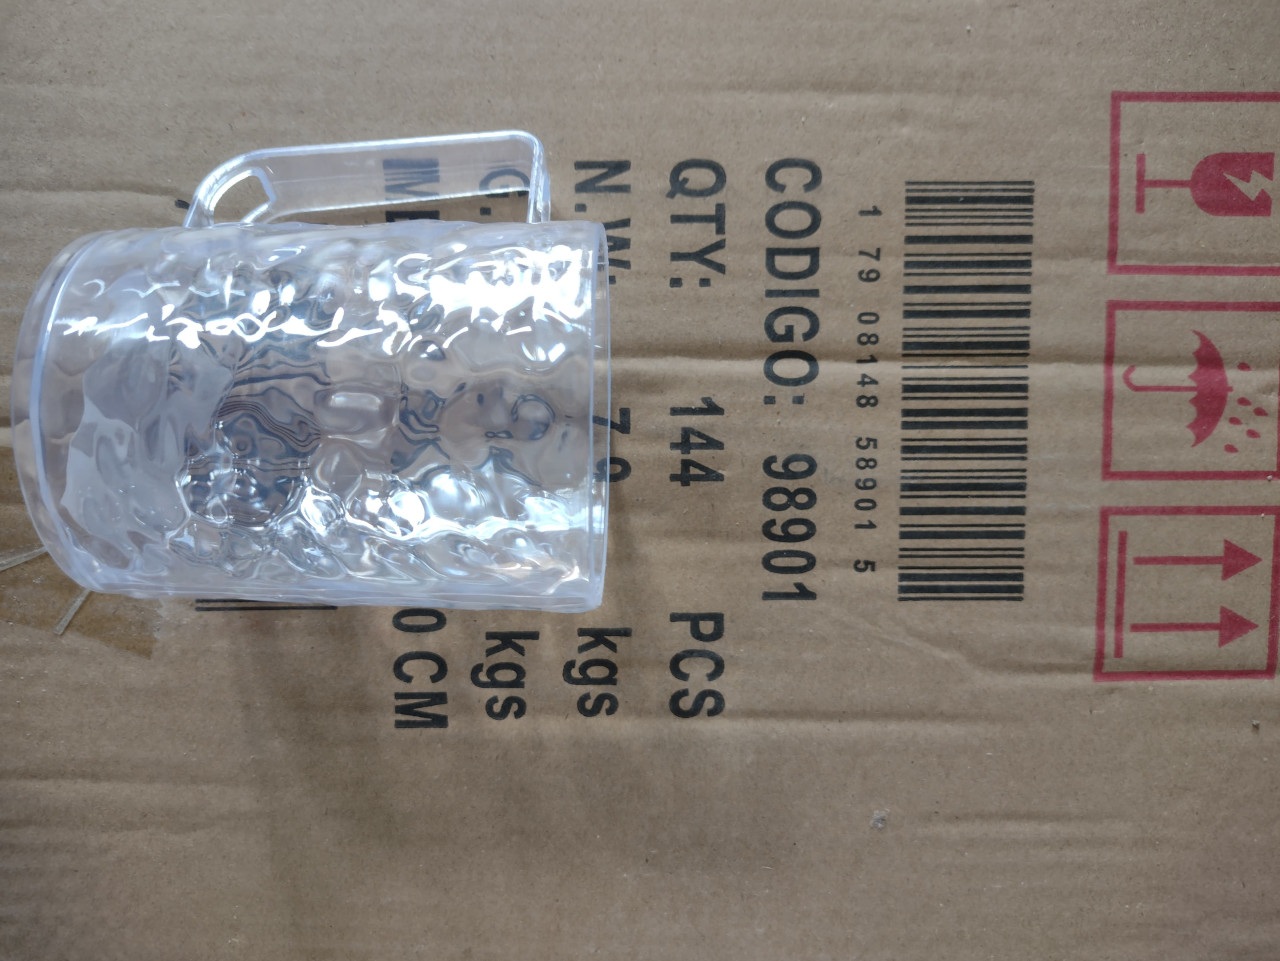 1 79 08148 58901 5
CODIGO: 98901
QTY: 144 PCS
N.W: kgs
G. kgs
CM